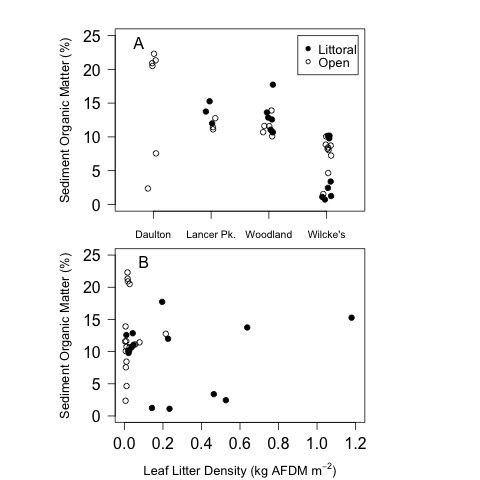 A
Littoral
Open
Sediment Organic Matter (%)
25
20
15
10
5
0
Daulton Lancer Pk. Woodland Wilcke's
B
Sediment Organic Matter (%)
25
20
15
10
5
0
0.0 0.2 0.4 0.6 0.8 1.0 1.2
Leaf Litter Density (kg AFDM m⁻²)